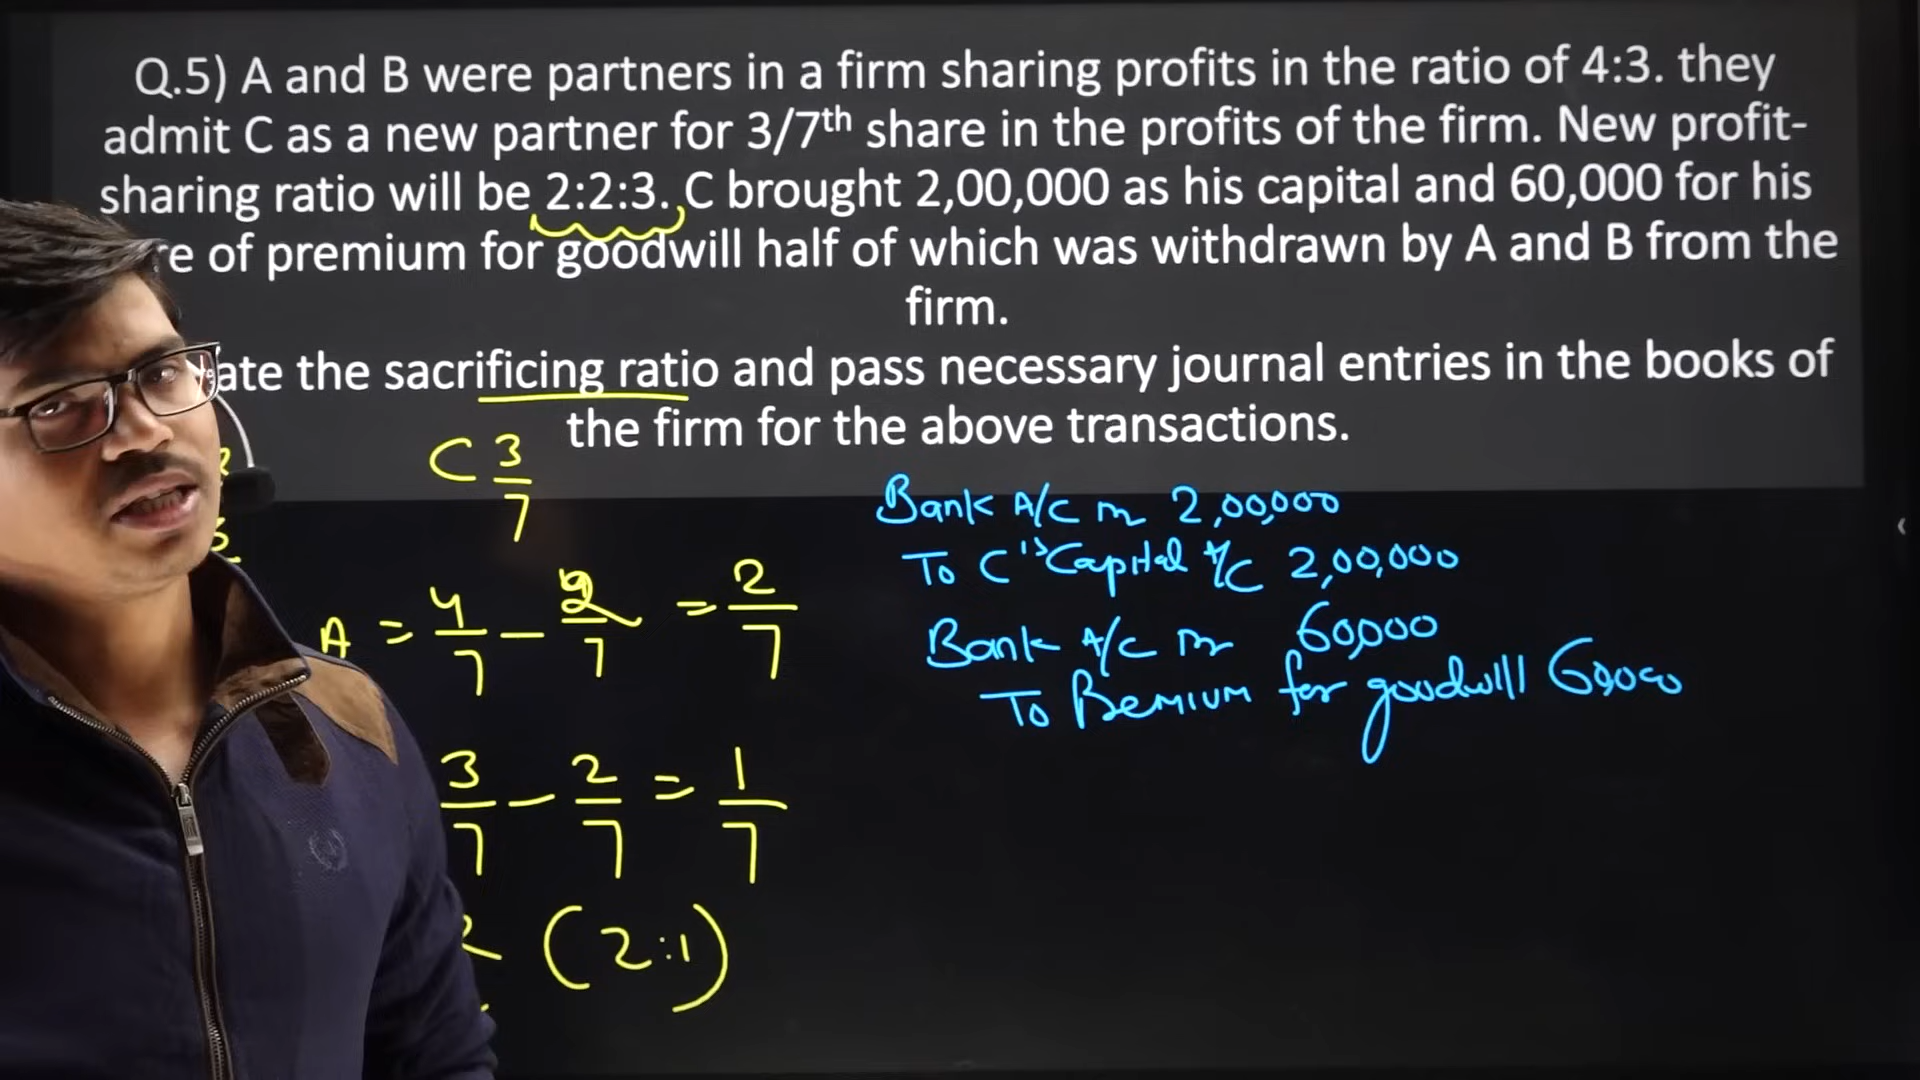 Q.5) A and B were partners in a firm sharing profits in the ratio of 4:3. they
admit C as a new partner for 3/7th share in the profits of the firm. New profit-
sharing ratio will be 2:2:3. C brought 2,00,000 as his capital and 60,000 for his
re of premium for goodwill half of which was withdrawn by A and B from the
firm.
ate the sacrificing ratio and pass necessary journal entries in the books of
the firm for the above transactions.
C 3/7
A = 4/7 - 2/7 = 2/7
3/7 - 2/7 = 1/7
(2:1)
Bank A/C Dr 2,00,000
To C's Capital A/C 2,00,000
Bank A/C Dr 60,000
To Premium for goodwill 60,000